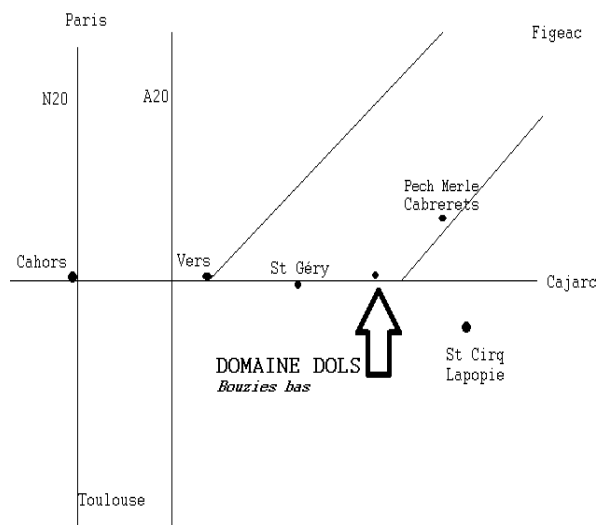 Paris
Figeac
N20
A20
Pech Merle
Cabrerets
Cahors
Vers
St Géry
Cajarc
DOMAINE DOLS
Bouzies bas
St Cirq
Lapopie
Toulouse